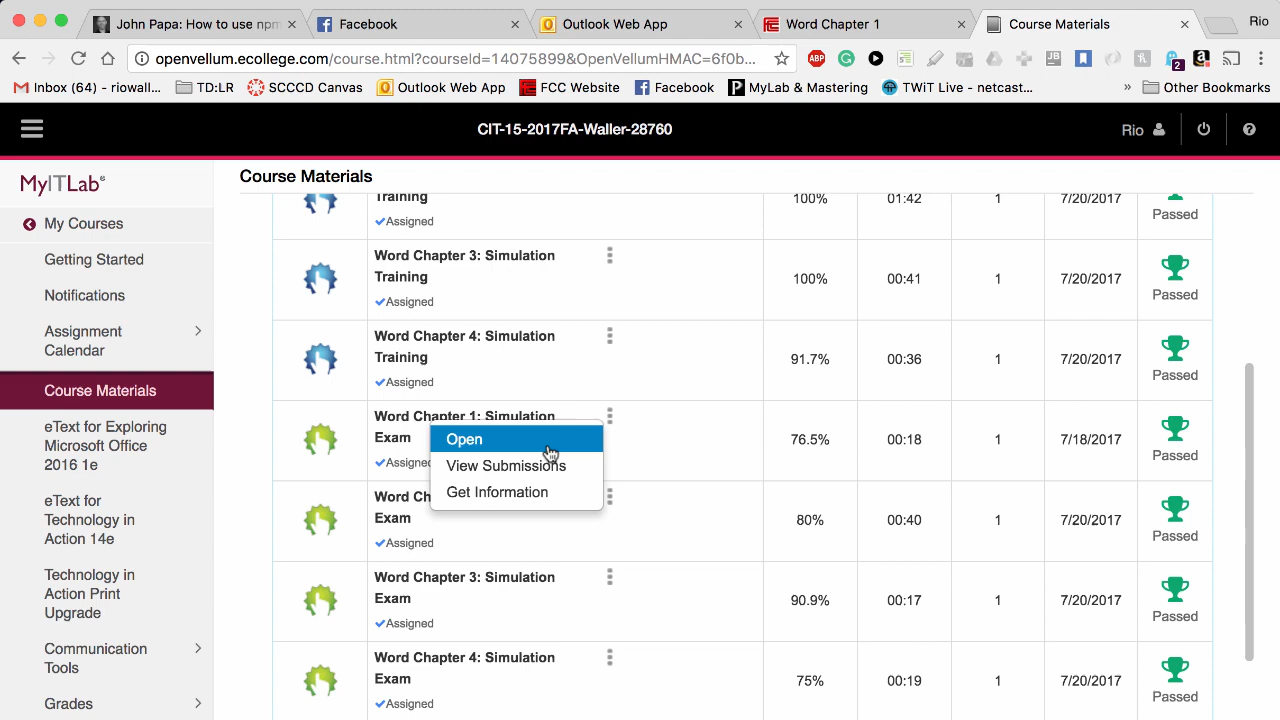 John Papa: How to use npm
Facebook
Outlook Web App
Word Chapter 1
Course Materials
Rio
openvellum.ecollege.com/course.html?courseId=14075899&OpenVellumHMAC=6f0b...
ABP
JB
2
a
Inbox (64) - riowall...
TD:LR
SCCCD Canvas
Outlook Web App
FCC Website
Facebook
MyLab & Mastering
TWiT Live - netcast...
»
Other Bookmarks
CIT-15-2017FA-Waller-28760
Rio
?
MyITLab®
My Courses
Getting Started
Notifications
Assignment
Calendar
Course Materials
eText for Exploring
Microsoft Office
2016 1e
eText for
Technology in
Action 14e
Technology in
Action Print
Upgrade
Communication
Tools
Grades
Course Materials
Training
Assigned
100%
01:42
1
7/20/2017
Passed
Word Chapter 3: Simulation
Training
Assigned
100%
00:41
1
7/20/2017
Passed
Word Chapter 4: Simulation
Training
Assigned
91.7%
00:36
1
7/20/2017
Passed
Word Chapter 1: Simulation
Exam
Assigned
76.5%
00:18
1
7/18/2017
Passed
Open
View Submissions
Get Information
Word Ch
Exam
Assigned
80%
00:40
1
7/20/2017
Passed
Word Chapter 3: Simulation
Exam
Assigned
90.9%
00:17
1
7/20/2017
Passed
Word Chapter 4: Simulation
Exam
Assigned
75%
00:19
1
7/20/2017
Passed